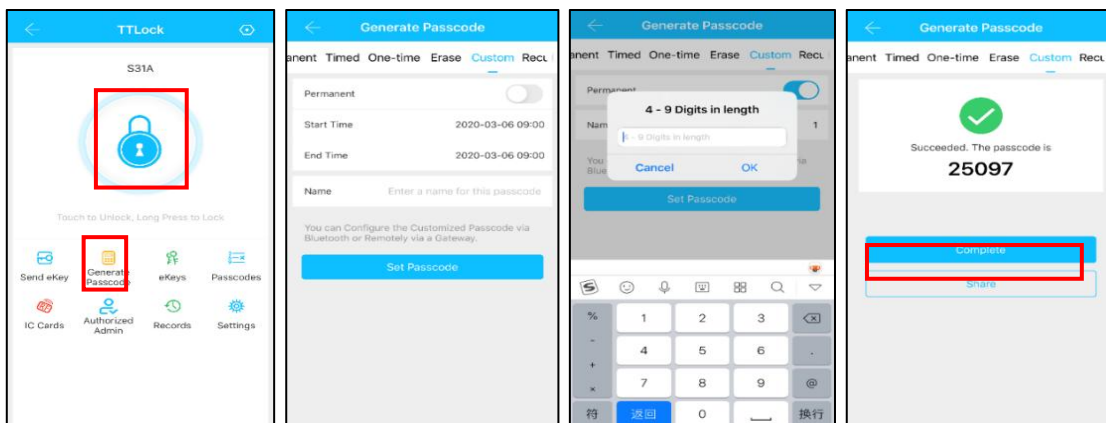 TTLock
S31A
Touch to Unlock, Long Press to Lock
Send eKey
Generate
Passcode
eKeys
Passcodes
IC Cards
Authorized
Admin
Records
Settings
Generate Passcode
anent Timed One-time Erase Custom Recu
Permanent
Start Time 2020-03-06 09:00
End Time 2020-03-06 09:00
Name Enter a name for this passcode
You can Configure the Customized Passcode via
Bluetooth or Remotely via a Gateway.
Set Passcode
Generate Passcode
anent Timed One-time Erase Custom Recu
Permanent
4 - 9 Digits in length
Nam 1
4 - 9 Digits in length
You
Blue
via
Cancel OK
Set Passcode
% 1 2 3
- 4 5 6 .
+
× 7 8 9 @
符 返回 0 换行
Generate Passcode
anent Timed One-time Erase Custom Recu
Succeeded. The passcode is
25097
Complete
Share